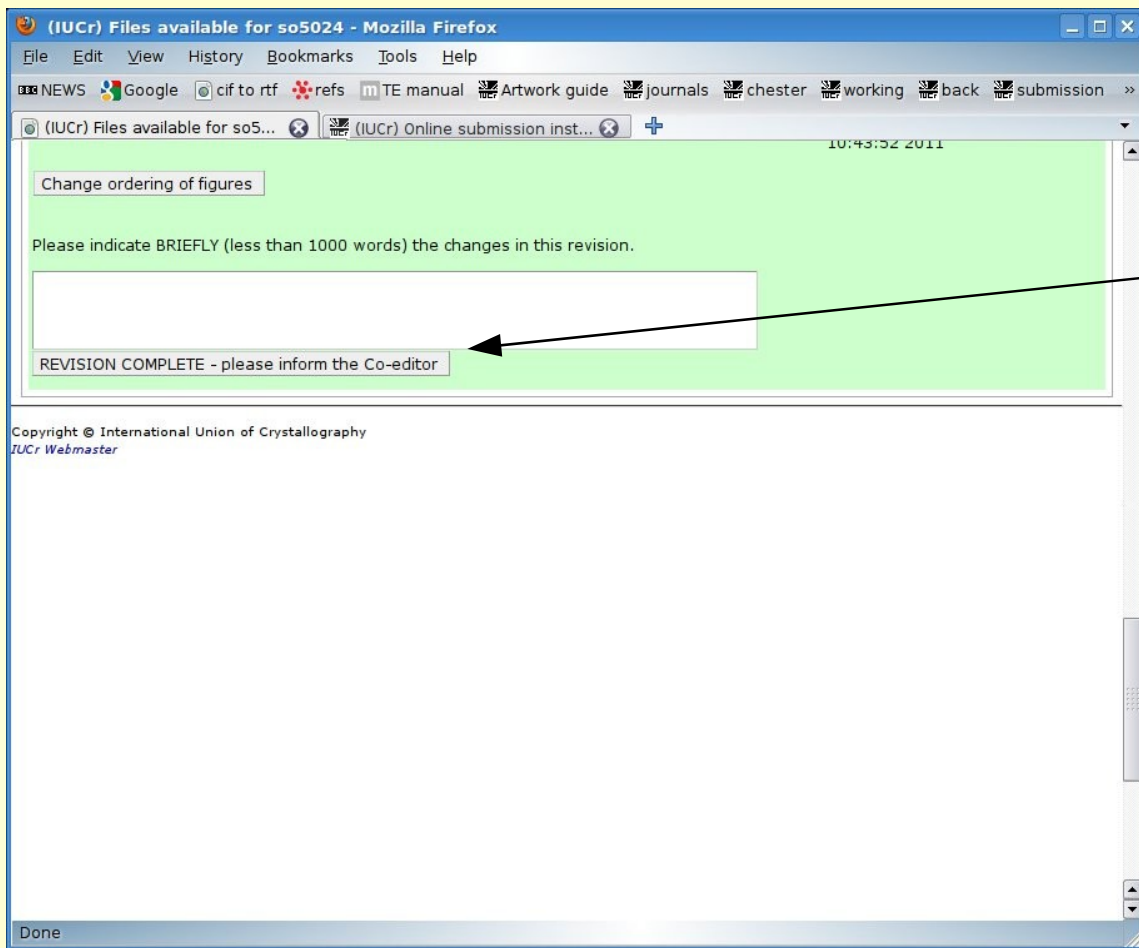 (IUCr) Files available for so5024 - Mozilla Firefox
File Edit View History Bookmarks Tools Help
BBC NEWS Google cif to rtf refs m TE manual Artwork guide journals chester working back submission »
(IUCr) Files available for so5... (IUCr) Online submission inst...
10:43:52 2011
Change ordering of figures
Please indicate BRIEFLY (less than 1000 words) the changes in this revision.
REVISION COMPLETE - please inform the Co-editor
Copyright © International Union of Crystallography
IUCr Webmaster
Done